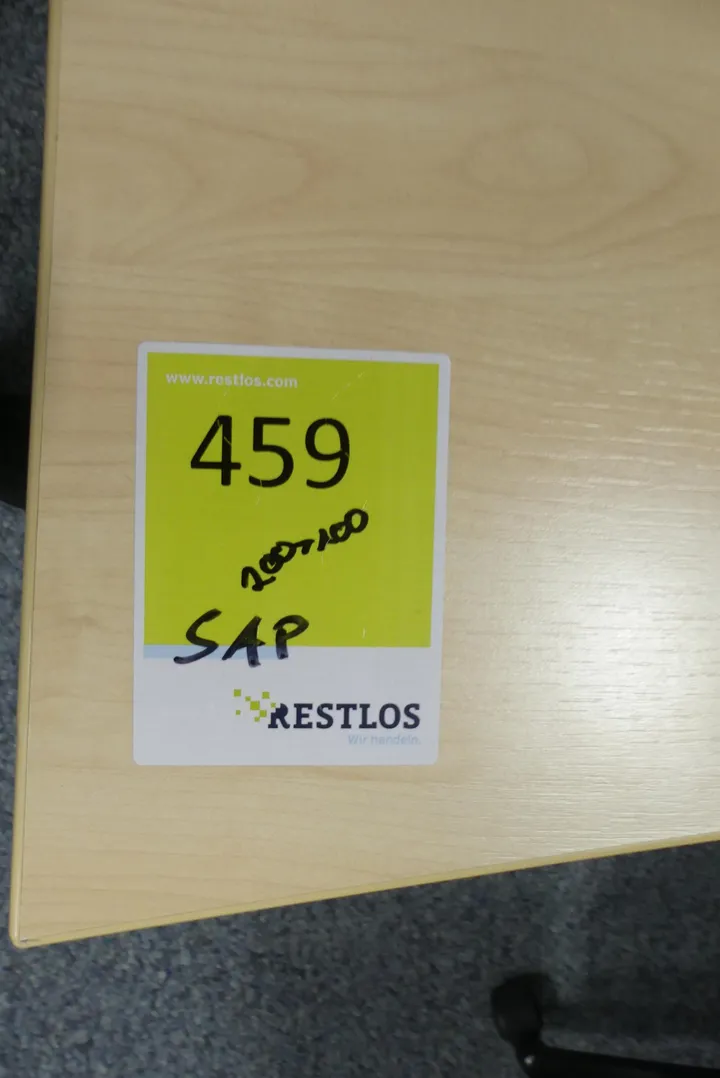 www.restlos.com
459
200x100
SAP
RESTLOS
Wir handeln.